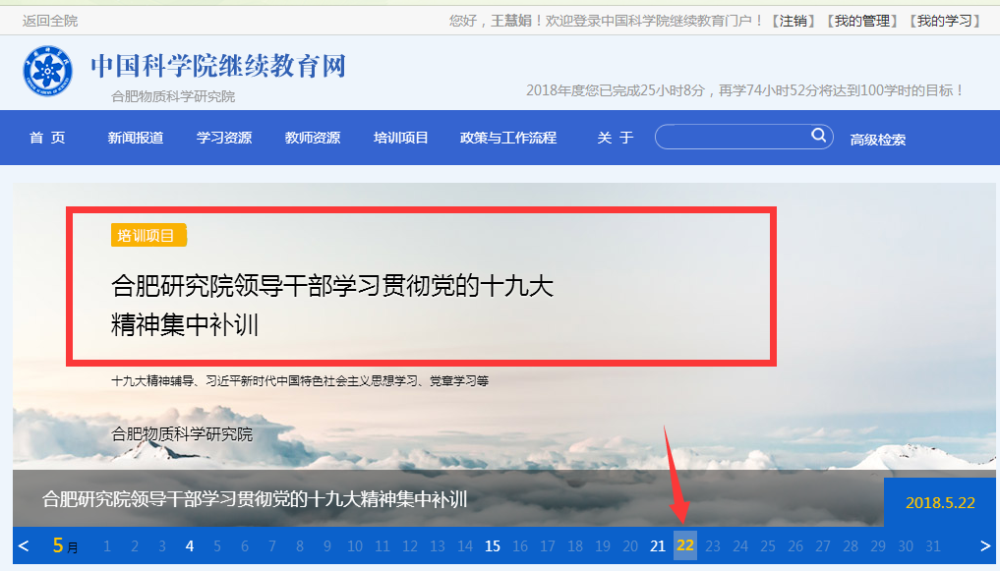 返回全院
您好，王慧娟！欢迎登录中国科学院继续教育门户！【注销】【我的管理】【我的学习】
中国科学院继续教育网
合肥物质科学研究院
2018年度您已完成25小时8分，再学74小时52分将达到100学时的目标！
首 页 新闻报道 学习资源 教师资源 培训项目 政策与工作流程 关 于 高级检索
培训项目
合肥研究院领导干部学习贯彻党的十九大
精神集中补训
十九大精神辅导、习近平新时代中国特色社会主义思想学习、党章学习等
合肥物质科学研究院
合肥研究院领导干部学习贯彻党的十九大精神集中补训
2018.5.22
< 5月 1 2 3 4 5 6 7 8 9 10 11 12 13 14 15 16 17 18 19 20 21 22 23 24 25 26 27 28 29 30 31 >